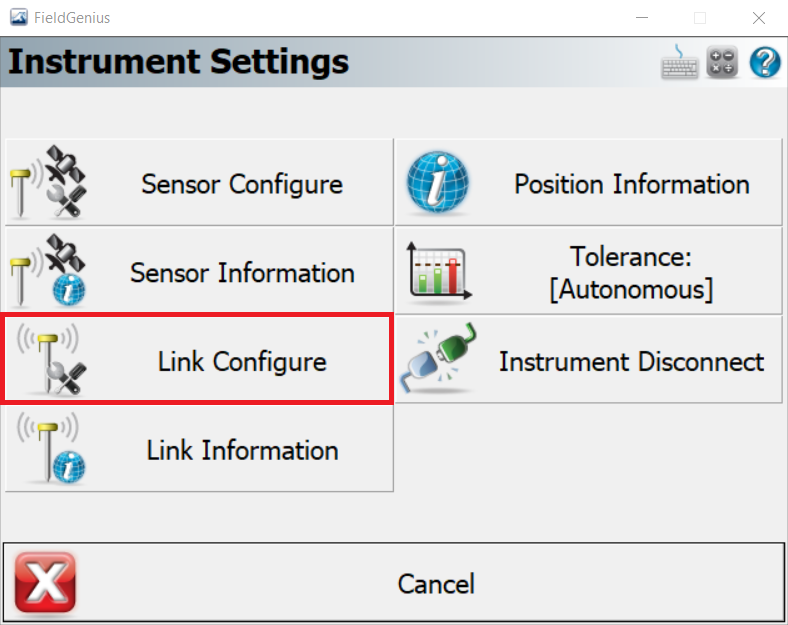 FieldGenius
Instrument Settings
Sensor Configure
Position Information
Sensor Information
Tolerance:
[Autonomous]
Link Configure
Instrument Disconnect
Link Information
Cancel